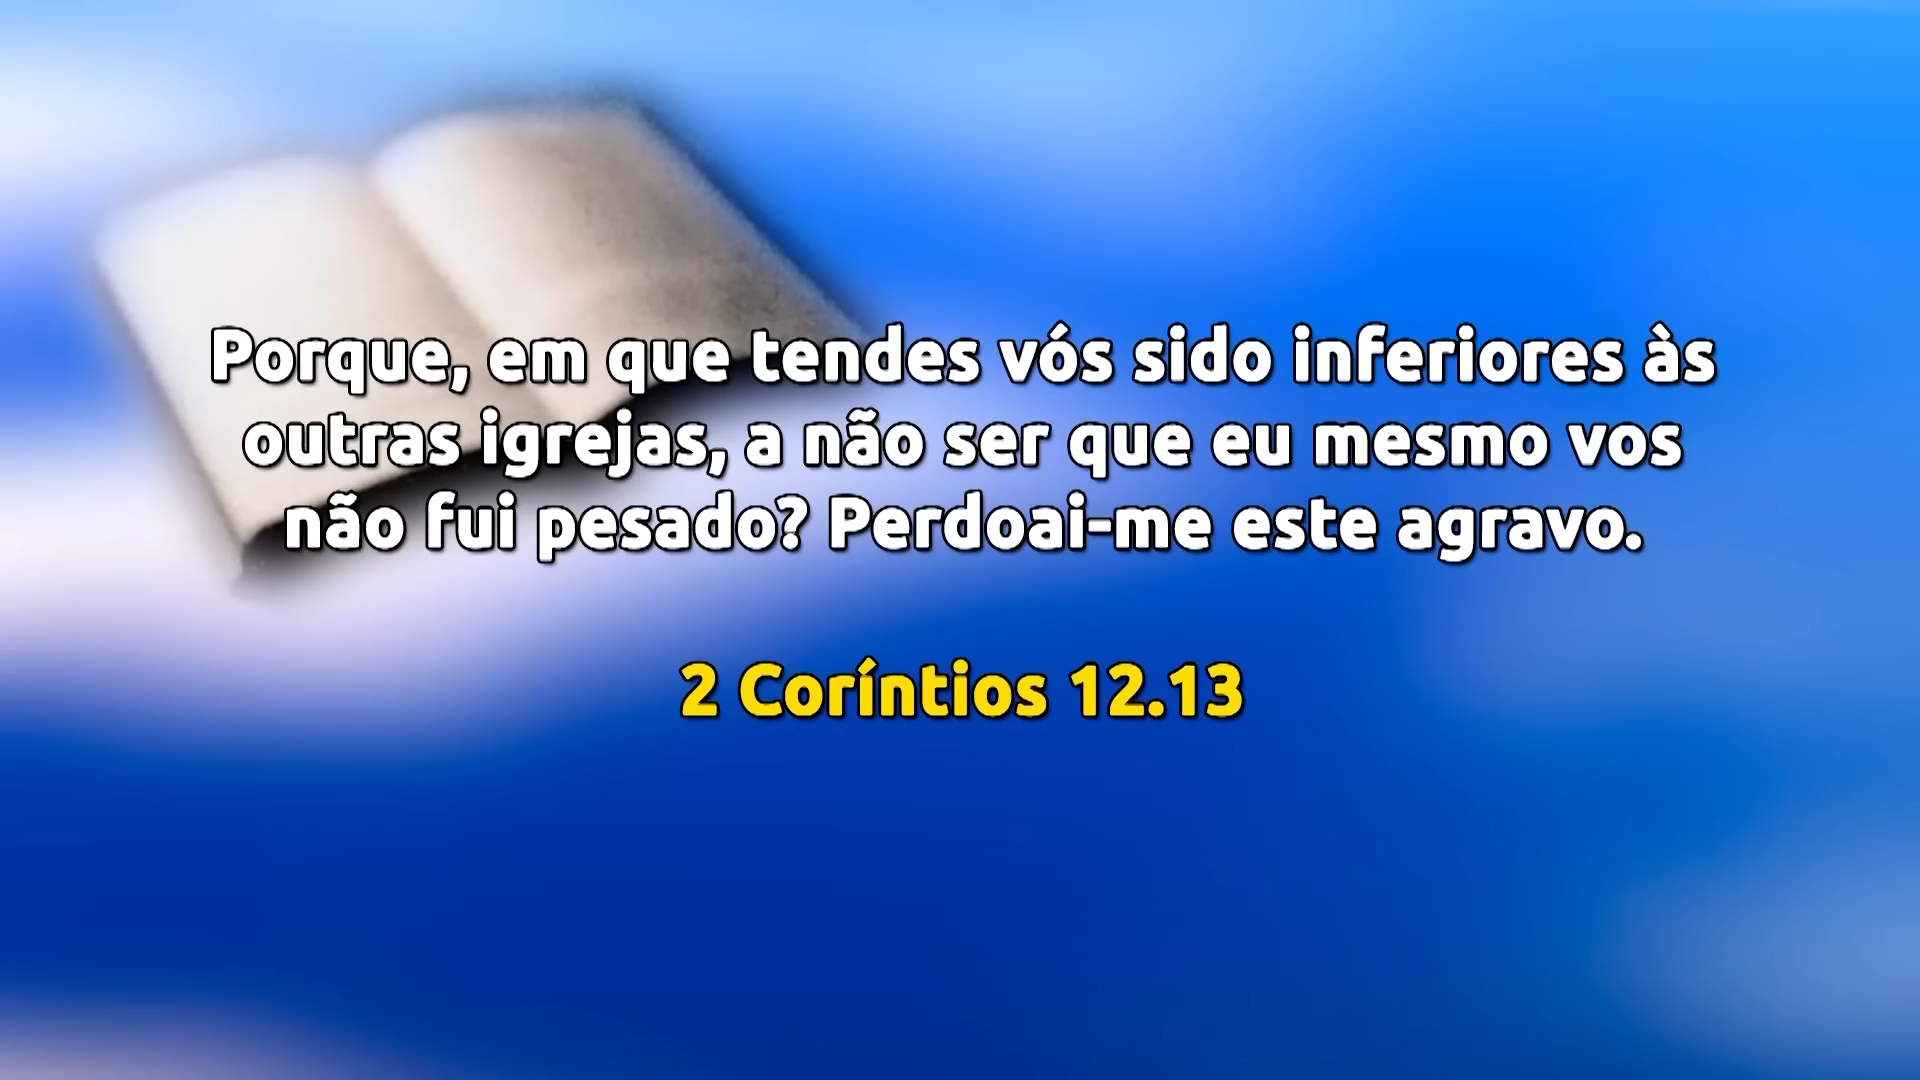 Porque, em que tendes vós sido inferiores às
outras igrejas, a não ser que eu mesmo vos
não fui pesado? Perdoai-me este agravo.
2 Coríntios 12.13